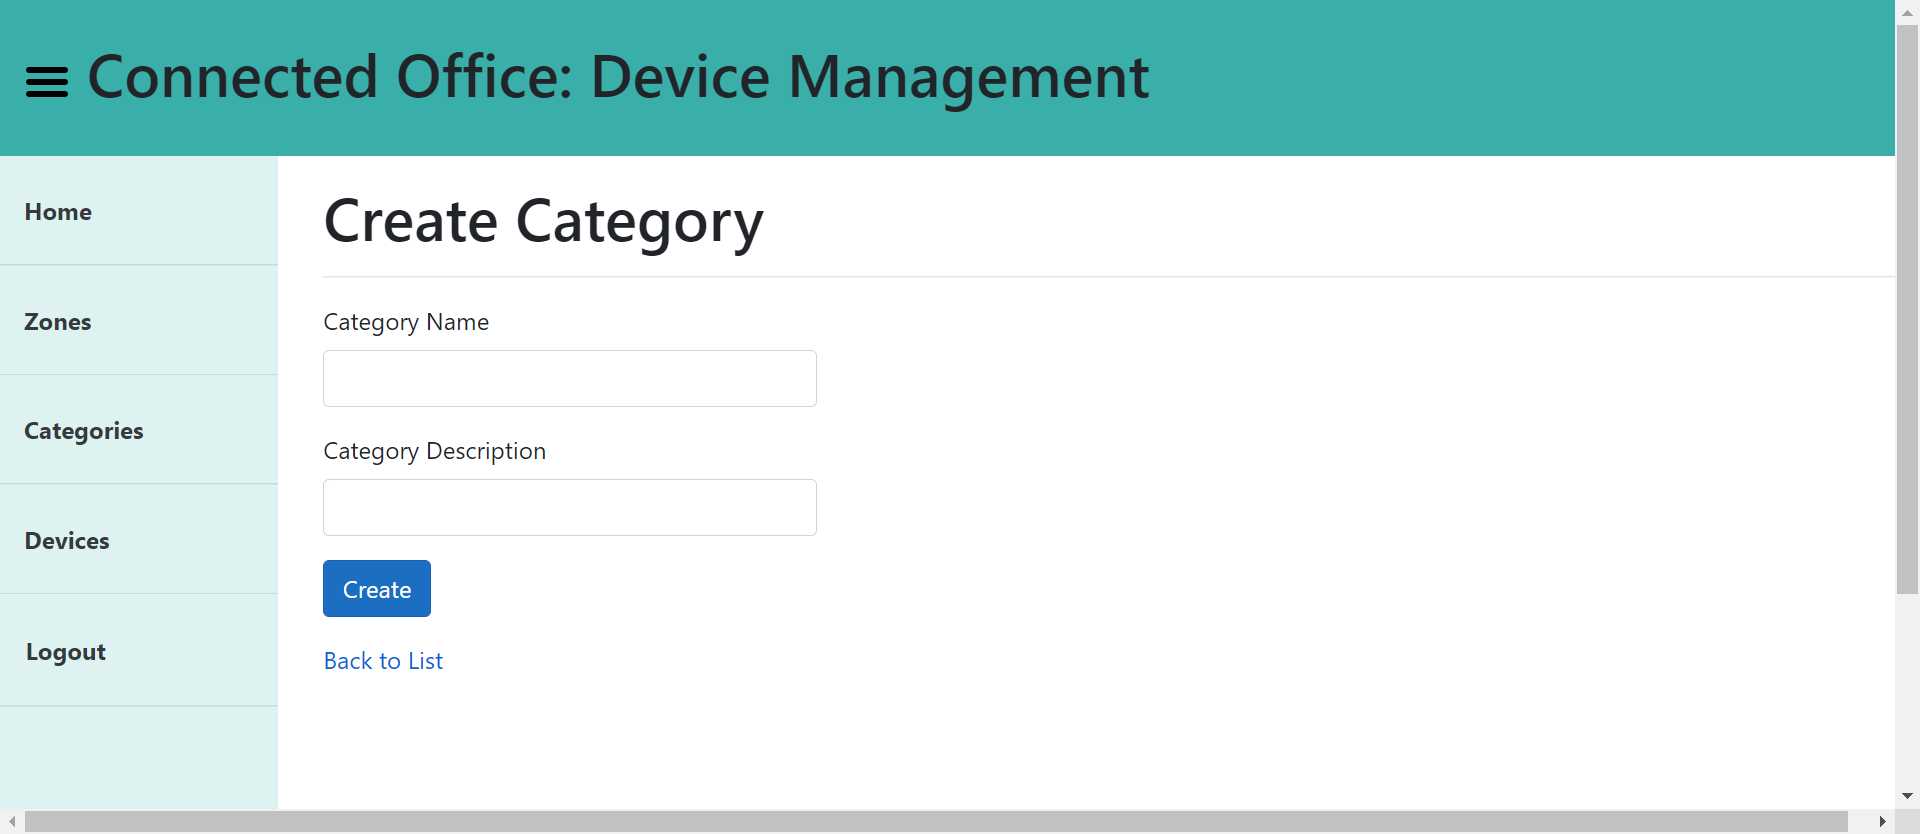 Connected Office: Device Management
Home
Zones
Categories
Devices
Logout
Create Category
Category Name
Category Description
Create
Back to List